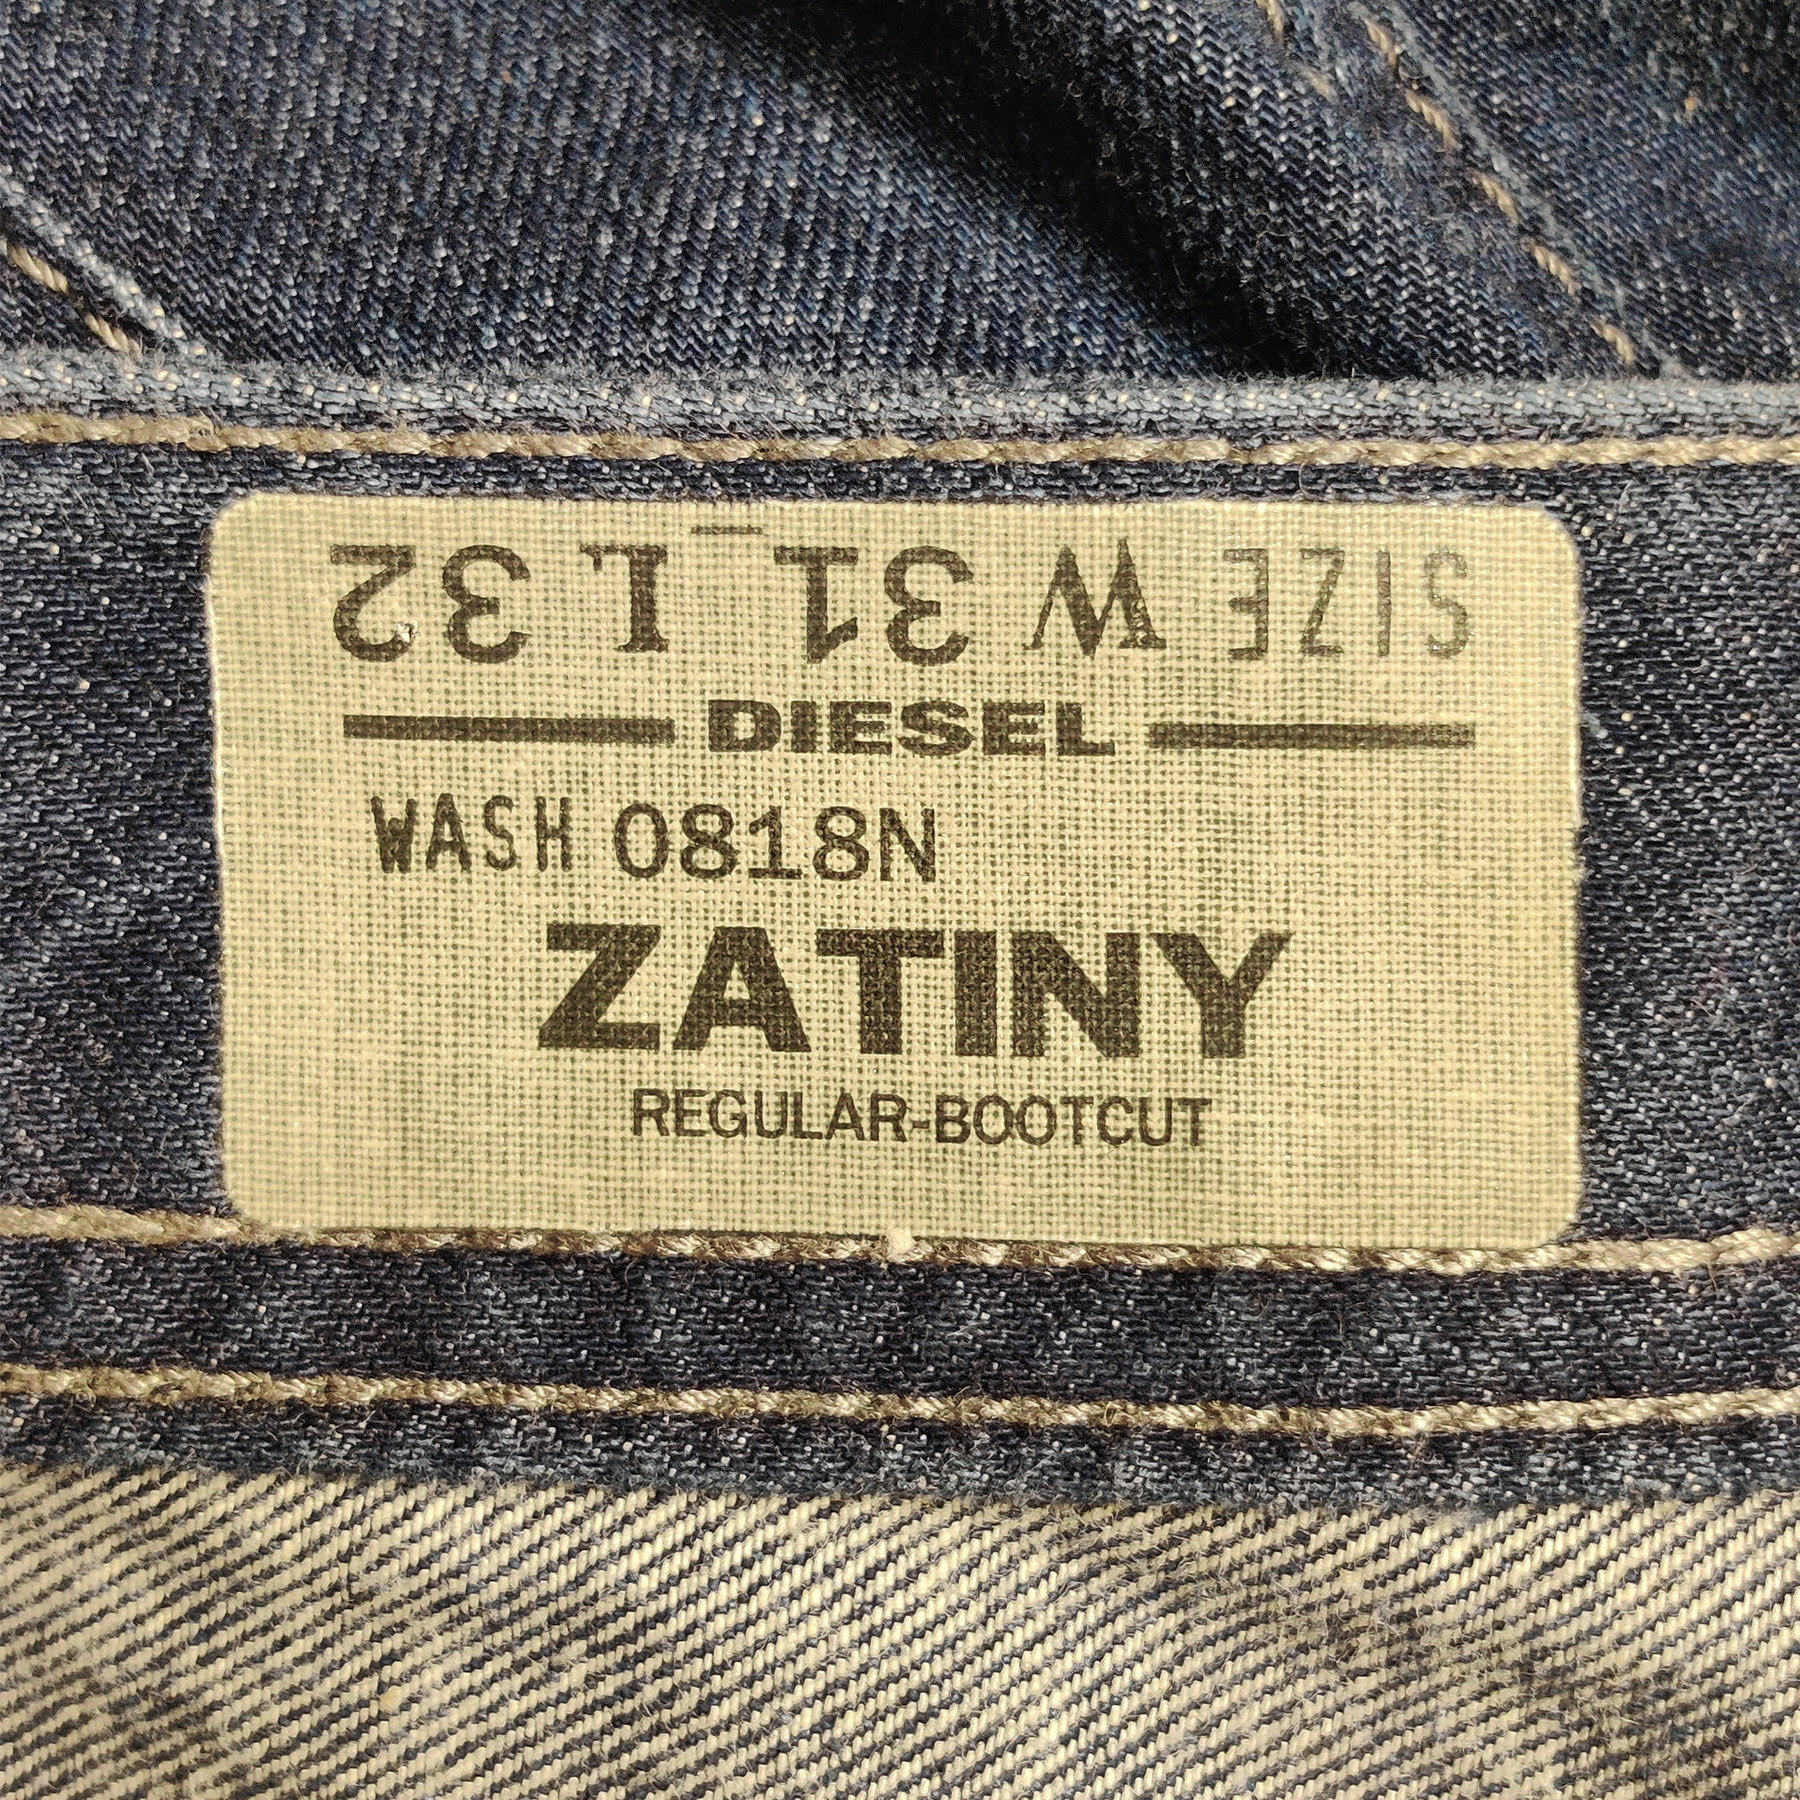 SIZE W 31 L 32
DIESEL
WASH 0818N
ZATINY
REGULAR-BOOTCUT